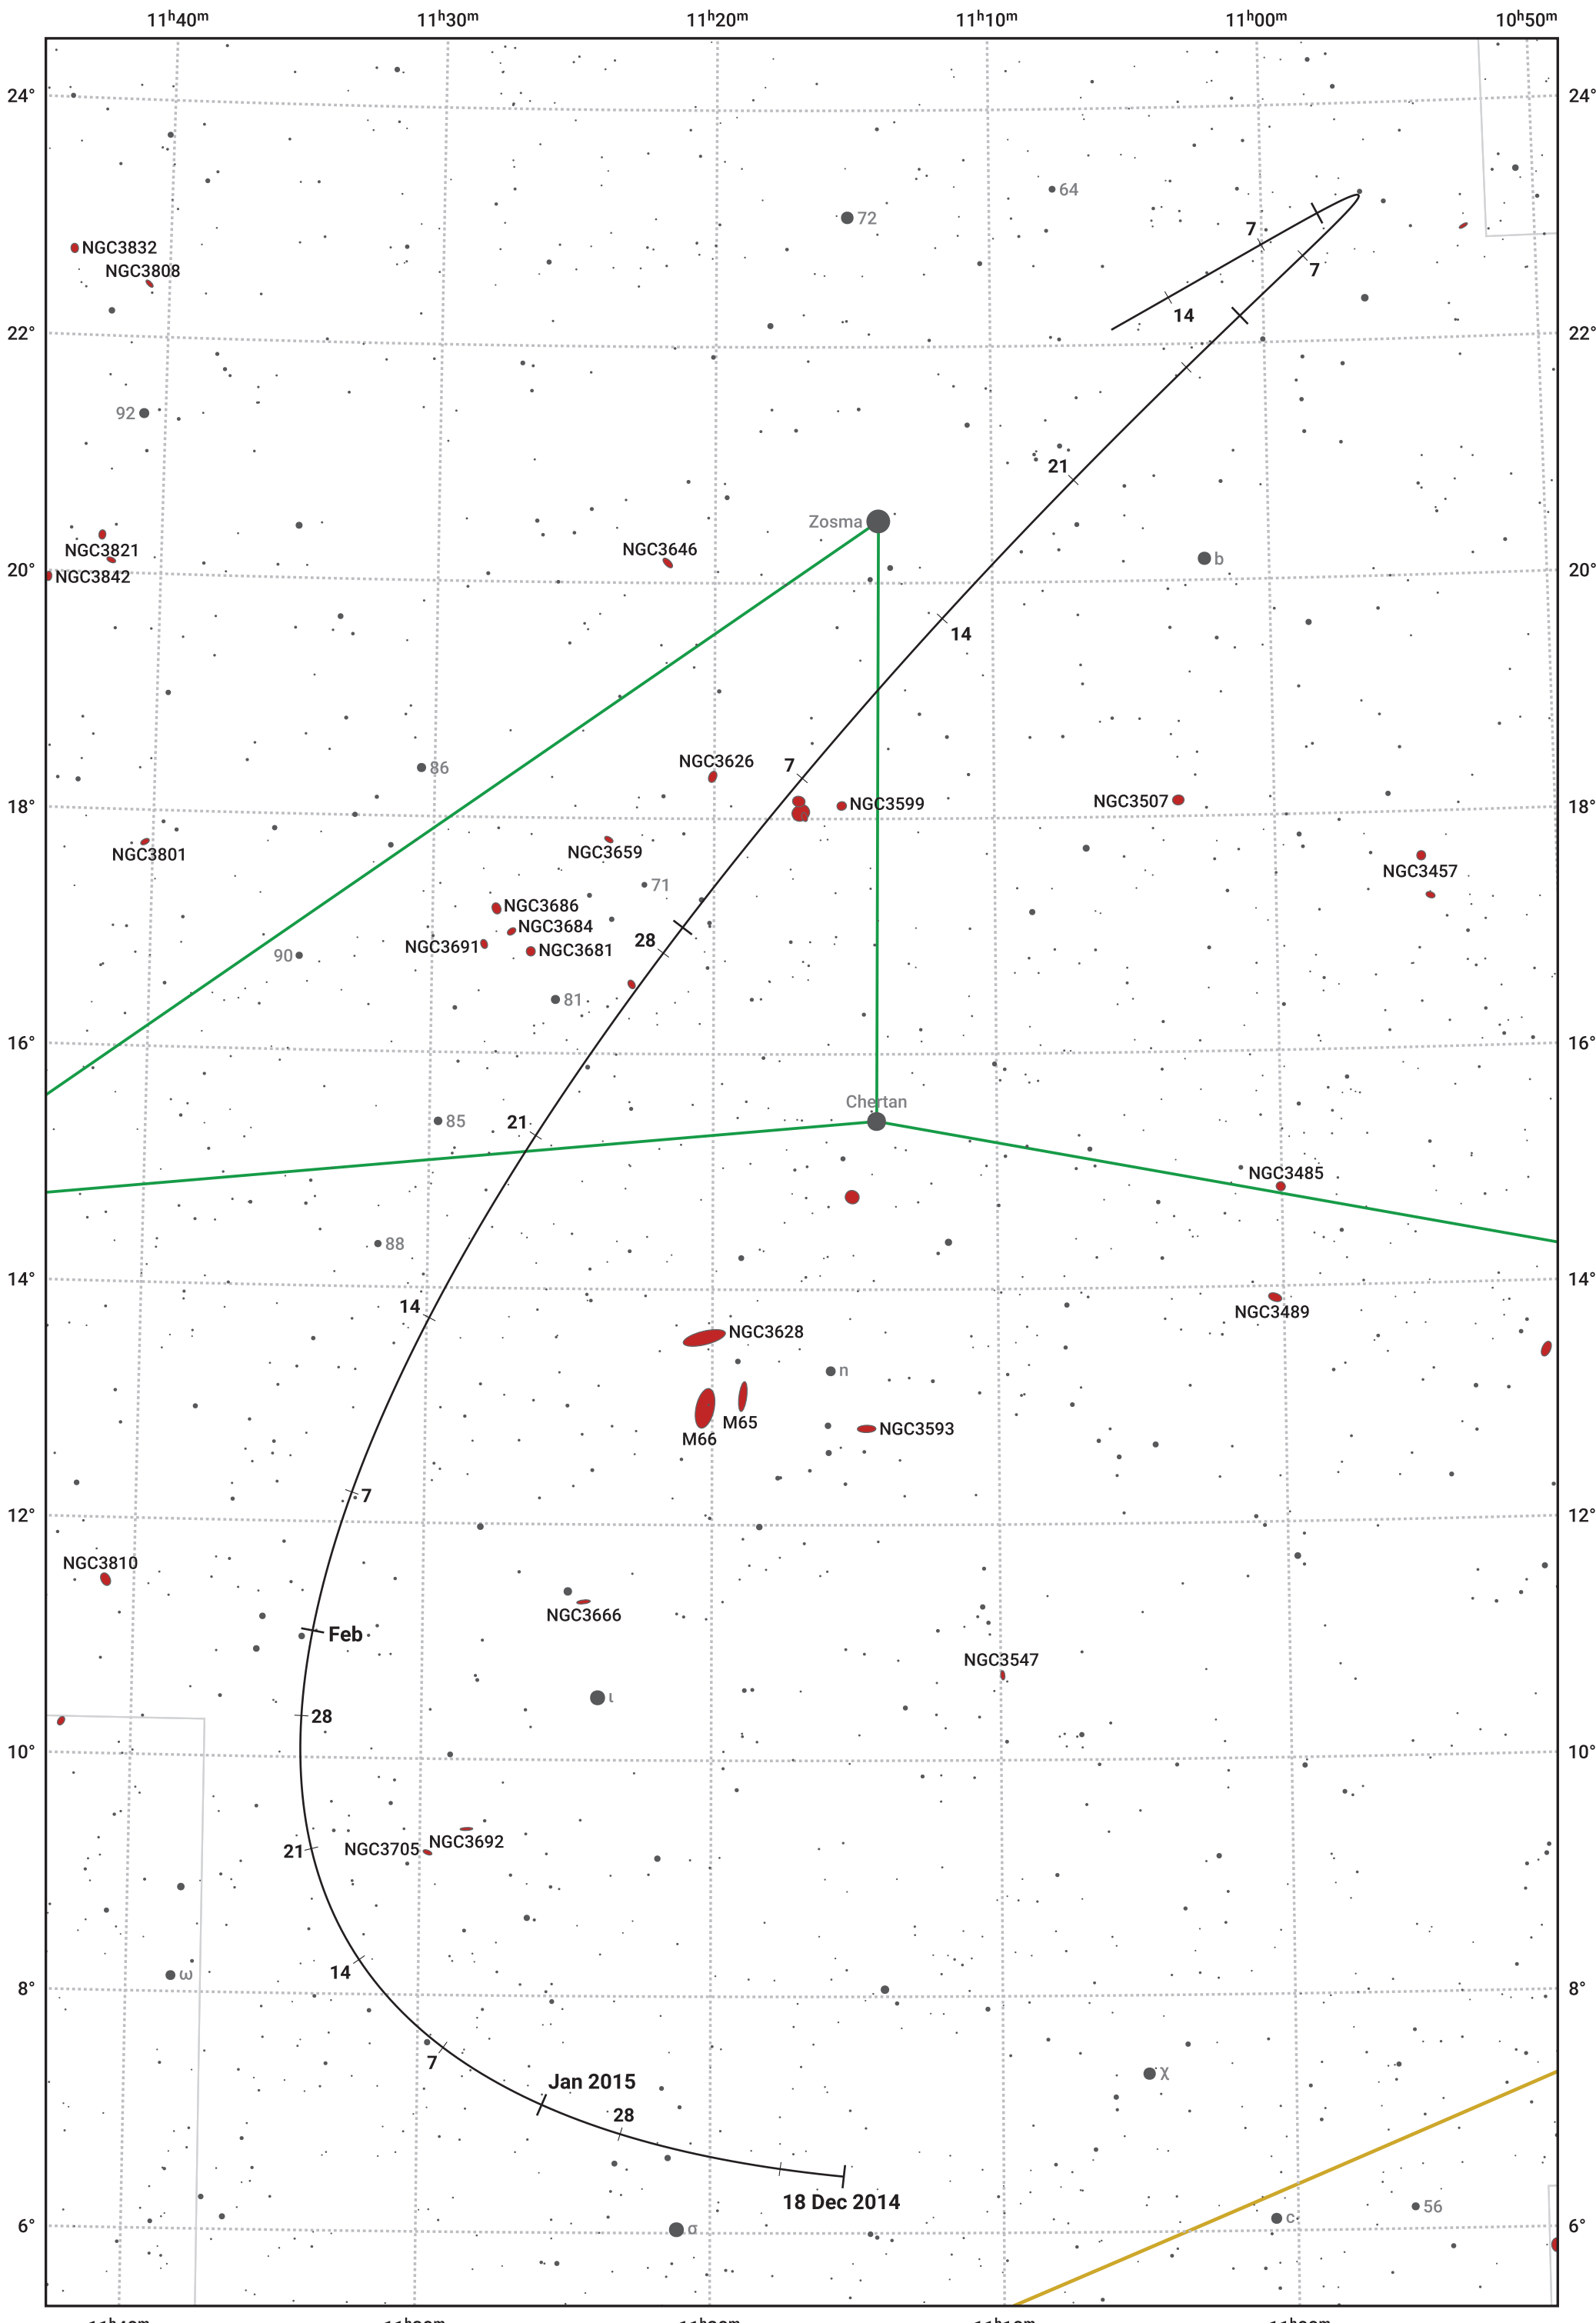 11ʰ40ᵐ 11ʰ30ᵐ 11ʰ20ᵐ 11ʰ10ᵐ 11ʰ00ᵐ 10ʰ50ᵐ
24° 24°
64
72
7
NGC3832
NGC3808
7
14
22° 22°
92
21
Zosma
NGC3821
NGC3646
b
20° NGC3842 20°
14
NGC3626
7
86
18° NGC3599 NGC3507 18°
NGC3801
NGC3659
NGC3457
71
NGC3686
NGC3684
28
NGC3691 NGC3681
90
81
16° 16°
Chertan
85
21
NGC3485
88
14° 14°
14
NGC3489
NGC3628
n
M65
NGC3593
M66
7
12° 12°
NGC3810
NGC3666
Feb
NGC3547
ι
28
10° 10°
NGC3692
NGC3705
21
14
ω
8° 8°
7
χ
Jan 2015
28
18 Dec 2014
56
c
6° σ 6°